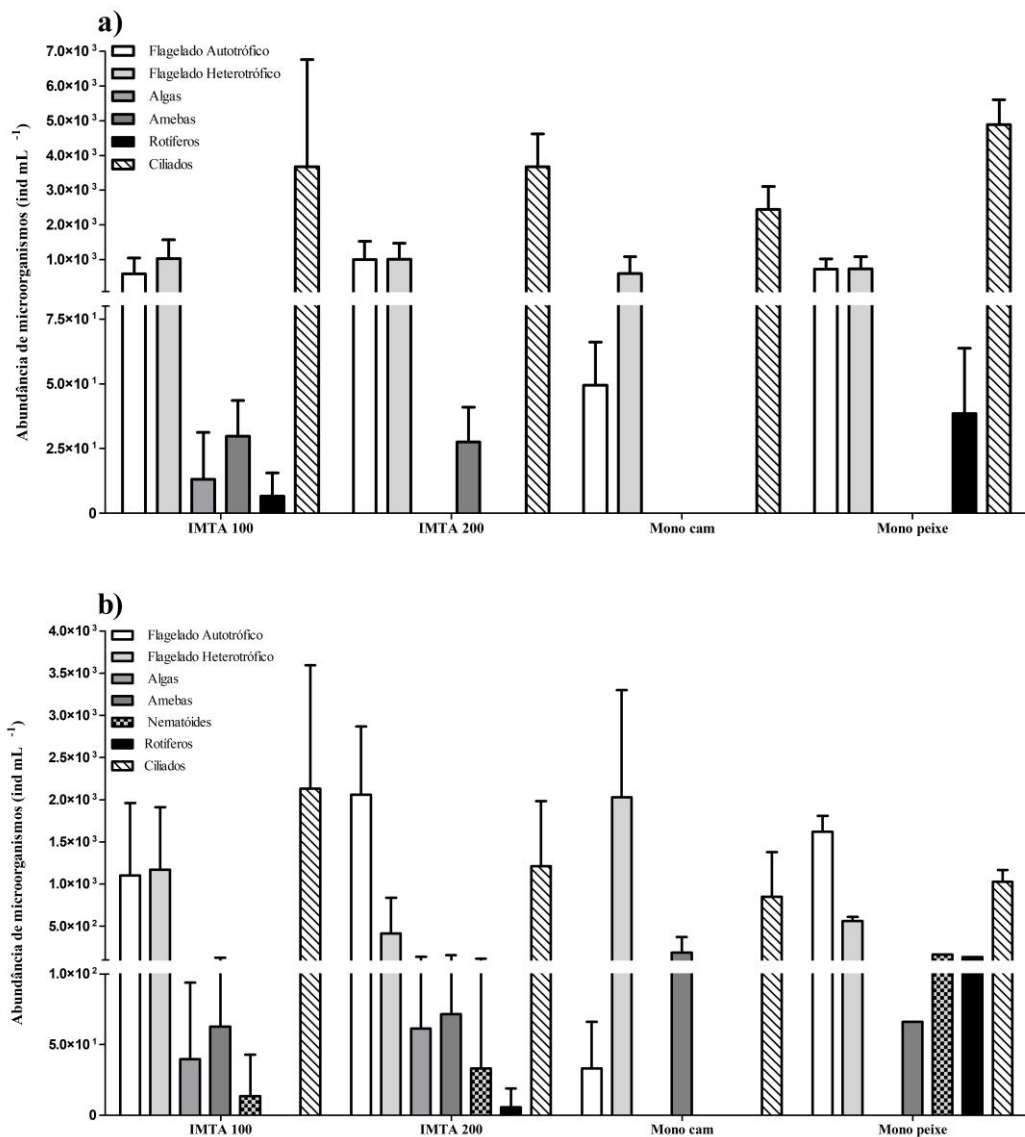 a)
Abundância de microorganismos (ind mL ⁻¹)
7.0×10³
6.0×10³
5.0×10³
4.0×10³
3.0×10³
2.0×10³
1.0×10³
7.5×10¹
5.0×10¹
2.5×10¹
0
Flagelado Autotrófico
Flagelado Heterotrófico
Algas
Amebas
Rotíferos
Ciliados
IMTA 100 IMTA 200 Mono cam Mono peixe
b)
Abundância de microorganismos (ind mL ⁻¹)
4.0×10³
3.5×10³
3.0×10³
2.5×10³
2.0×10³
1.5×10³
1.0×10³
5.0×10²
1.0×10²
5.0×10¹
0
Flagelado Autotrófico
Flagelado Heterotrófico
Algas
Amebas
Nematóides
Rotíferos
Ciliados
IMTA 100 IMTA 200 Mono cam Mono peixe